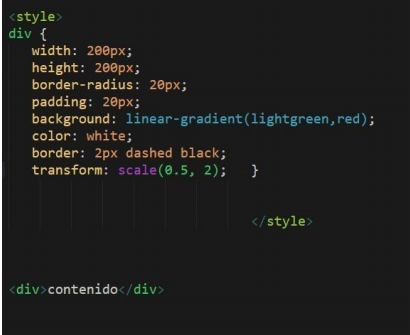 <style>
div {
width: 200px;
height: 200px;
border-radius: 20px;
padding: 20px;
background: linear-gradient(lightgreen,red);
color: white;
border: 2px dashed black;
transform: scale(0.5, 2); }
</style>
<div>contenido</div>